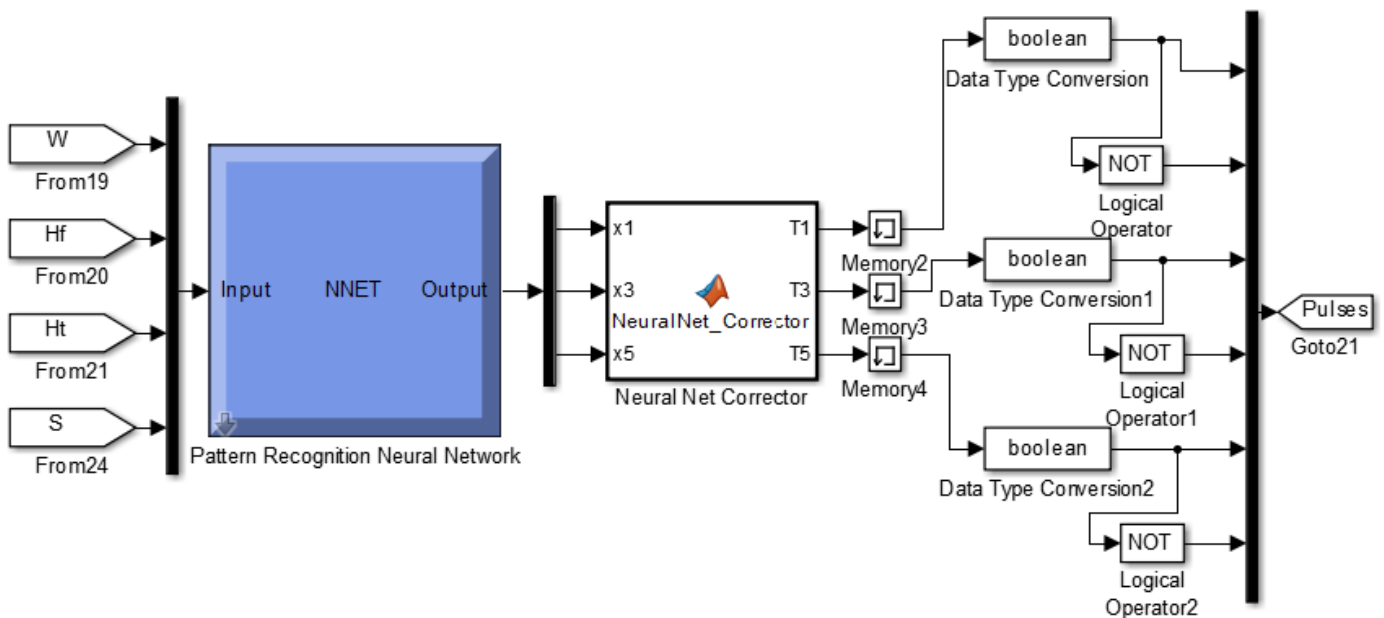 W
From19
Hf
From20
Ht
From21
S
From24
Input
NNET
Output
Pattern Recognition Neural Network
x1
x3
x5
T1
T3
T5
NeuralNet_Corrector
Neural Net Corrector
Memory2
Memory3
Memory4
boolean
Data Type Conversion
NOT
Logical
Operator
boolean
Data Type Conversion1
NOT
Logical
Operator1
boolean
Data Type Conversion2
NOT
Logical
Operator2
Pulses
Goto21